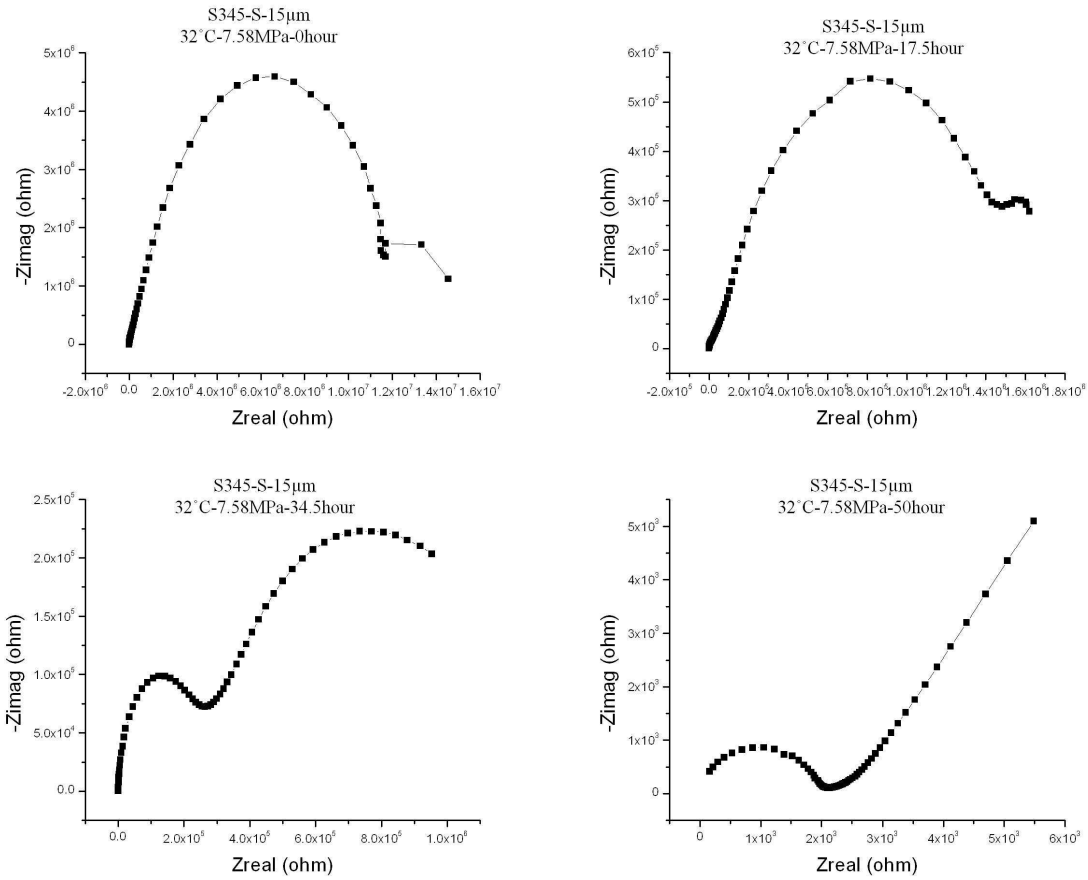 S345-S-15µm
32˚C-7.58MPa-0hour
5x10⁶
4x10⁶
3x10⁶
2x10⁶
1x10⁶
0
-Zimag (ohm)
-2.0x10⁶ 0.0 2.0x10⁶ 4.0x10⁶ 6.0x10⁶ 8.0x10⁶ 1.0x10⁷ 1.2x10⁷ 1.4x10⁷ 1.6x10⁷
Zreal (ohm)
S345-S-15µm
32˚C-7.58MPa-17.5hour
6x10⁵
5x10⁵
4x10⁵
3x10⁵
2x10⁵
1x10⁵
0
-Zimag (ohm)
-2.0x10⁵ 0.0 2.0x10⁵ 4.0x10⁵ 6.0x10⁵ 8.0x10⁵ 1.0x10⁶ 1.2x10⁶ 1.4x10⁶ 1.6x10⁶ 1.8x10⁶
Zreal (ohm)
S345-S-15µm
32˚C-7.58MPa-34.5hour
2.5x10⁵
2.0x10⁵
1.5x10⁵
1.0x10⁵
5.0x10⁴
0.0
-Zimag (ohm)
0.0 2.0x10⁵ 4.0x10⁵ 6.0x10⁵ 8.0x10⁵ 1.0x10⁶
Zreal (ohm)
S345-S-15µm
32˚C-7.58MPa-50hour
5x10³
4x10³
3x10³
2x10³
1x10³
0
-Zimag (ohm)
0 1x10³ 2x10³ 3x10³ 4x10³ 5x10³ 6x10³
Zreal (ohm)